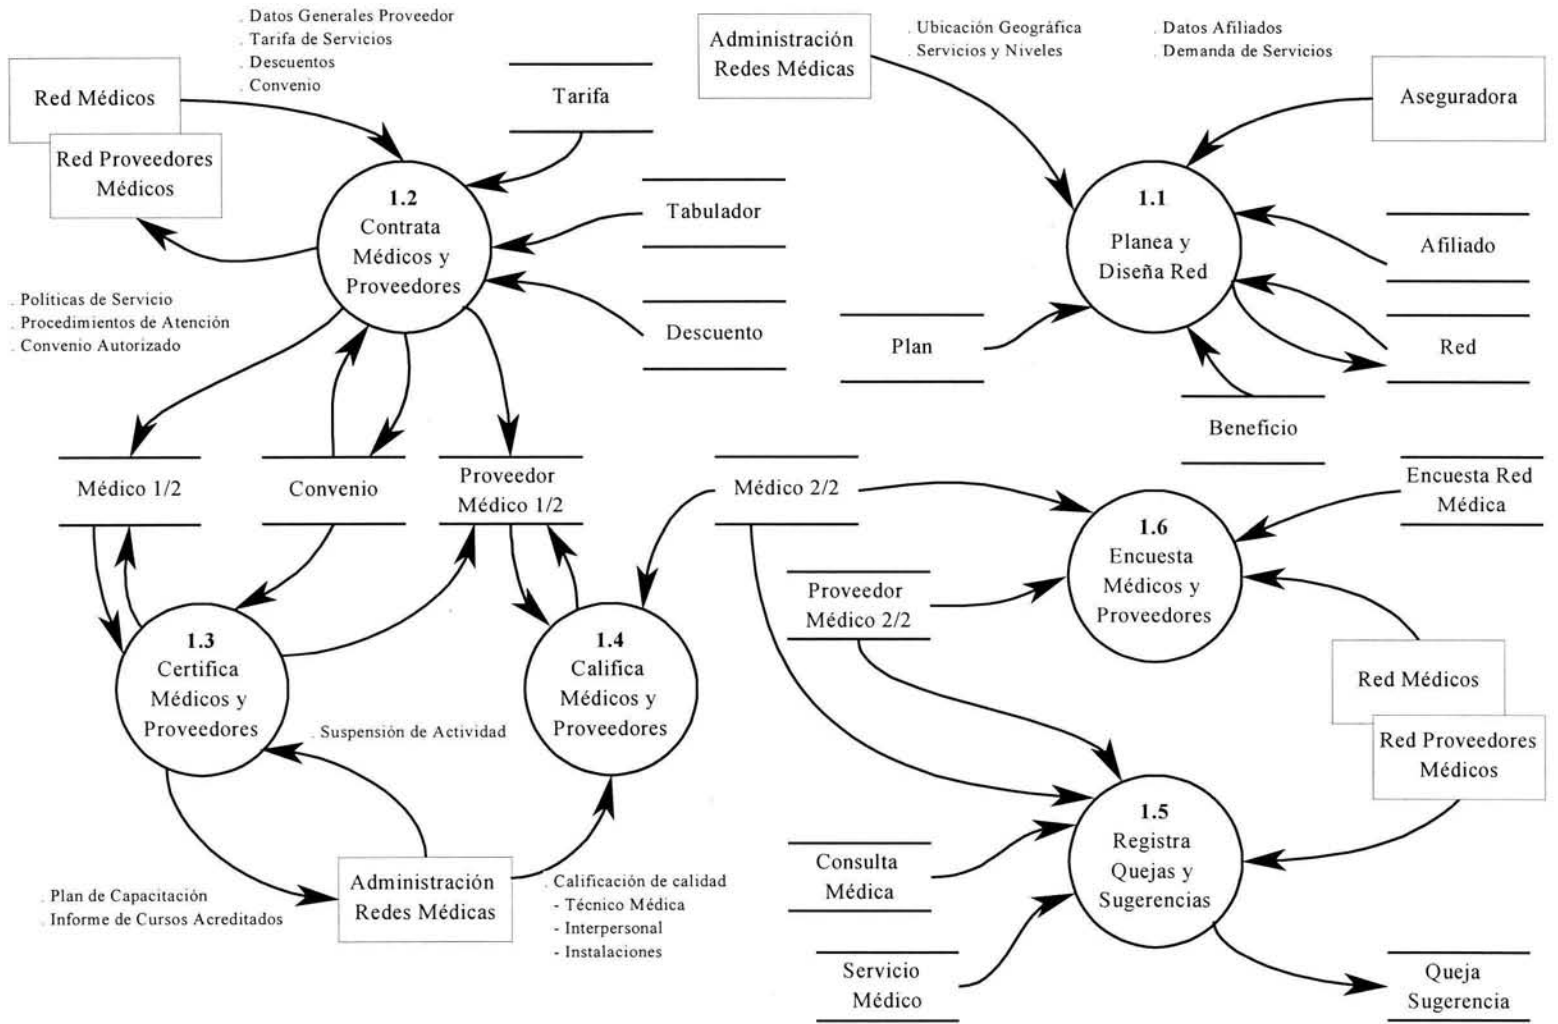 . Datos Generales Proveedor
. Tarifa de Servicios
. Descuentos
. Convenio
Red Médicos
Red Proveedores
Médicos
Tarifa
1.2
Contrata
Médicos y
Proveedores
Tabulador
Descuento
. Políticas de Servicio
. Procedimientos de Atención
. Convenio Autorizado
Administración
Redes Médicas
. Ubicación Geográfica
. Servicios y Niveles
. Datos Afiliados
. Demanda de Servicios
Aseguradora
1.1
Planea y
Diseña Red
Afiliado
Plan
Red
Beneficio
Médico 1/2
Convenio
Proveedor
Médico 1/2
Médico 2/2
Encuesta Red
Médica
1.6
Encuesta
Médicos y
Proveedores
Proveedor
Médico 2/2
1.3
Certifica
Médicos y
Proveedores
1.4
Califica
Médicos y
Proveedores
. Suspensión de Actividad
Red Médicos
Red Proveedores
Médicos
1.5
Registra
Quejas y
Sugerencias
Consulta
Médica
Administración
Redes Médicas
. Plan de Capacitación
. Informe de Cursos Acreditados
. Calificación de calidad
- Técnico Médica
- Interpersonal
- Instalaciones
Servicio
Médico
Queja
Sugerencia